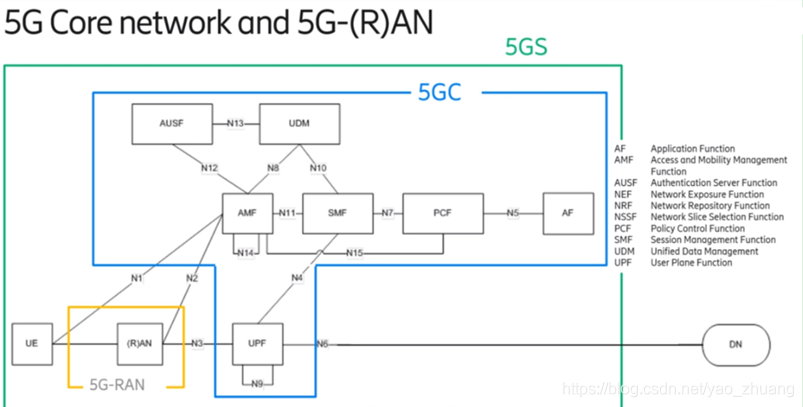 5G Core network and 5G-(R)AN
5GS
5GC
AUSF
N13
UDM
N12
N8
N10
AMF
N11
SMF
N7
PCF
N5
AF
N14
N15
N1
N2
N4
UE
(R)AN
N3
UPF
N6
DN
N9
5G-RAN
AF Application Function
AMF Access and Mobility Management
Function
AUSF Authentication Server Function
NEF Network Exposure Function
NRF Network Repository Function
NSSF Network Slice Selection Function
PCF Policy Control Function
SMF Session Management Function
UDM Unified Data Management
UPF User Plane Function
https://blog.csdn.net/yao_zhuang